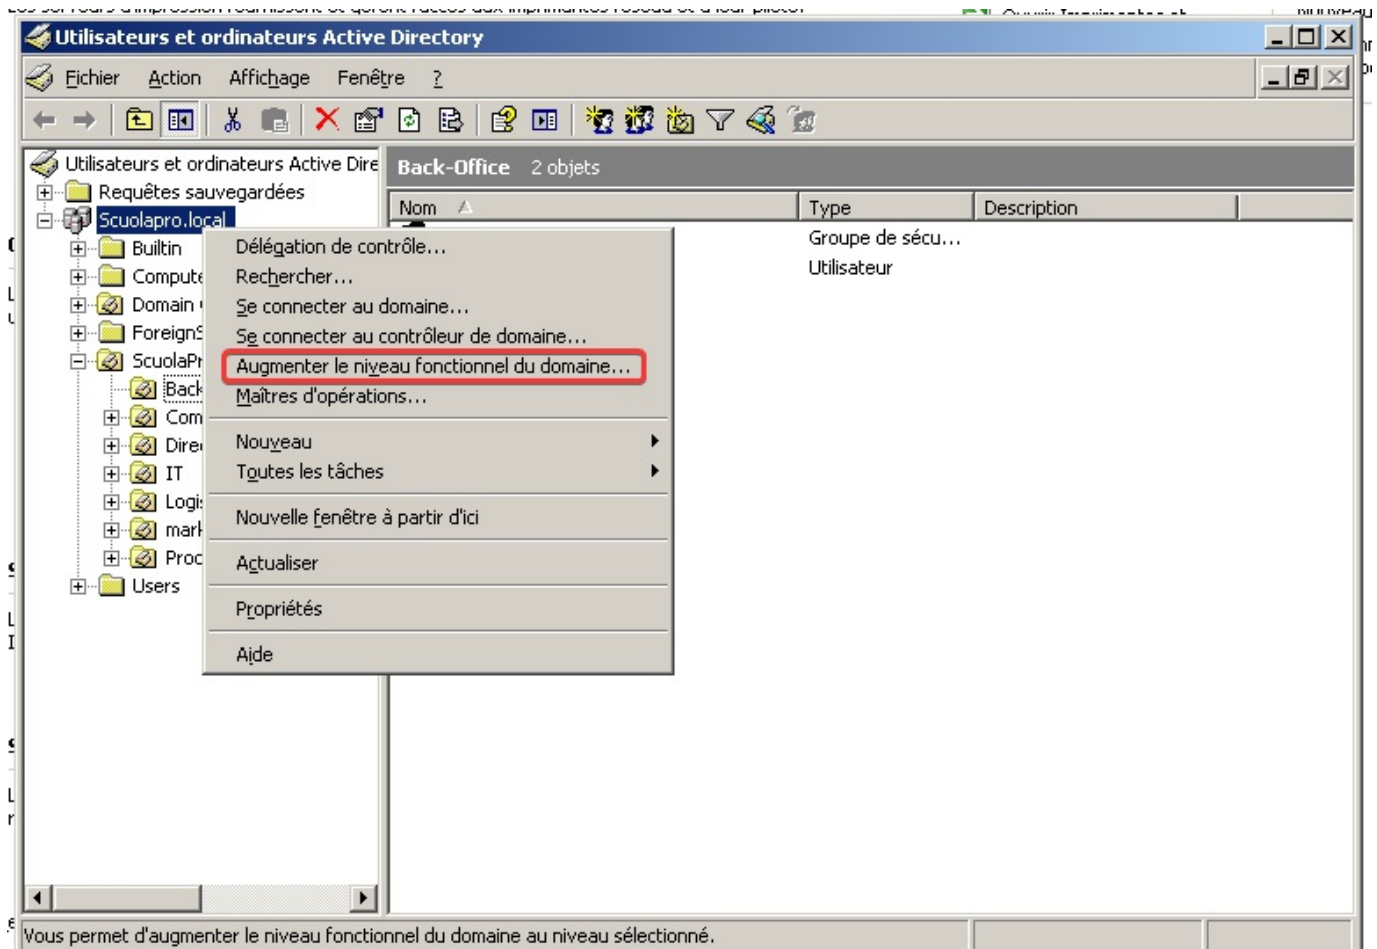 Utilisateurs et ordinateurs Active Directory
Fichier Action Affichage Fenêtre ?
Utilisateurs et ordinateurs Active Dire
Requêtes sauvegardées
Scuolapro.local
Builtin
Compute
Domain
ForeignS
ScuolaPr
Back
Com
Dire
IT
Logis
mark
Proc
Users
Back-Office 2 objets
Nom Type Description
Groupe de sécu...
Utilisateur
Délégation de contrôle...
Rechercher...
Se connecter au domaine...
Se connecter au contrôleur de domaine...
Augmenter le niveau fonctionnel du domaine...
Maîtres d'opérations...
Nouveau
Toutes les tâches
Nouvelle fenêtre à partir d'ici
Actualiser
Propriétés
Aide
Vous permet d'augmenter le niveau fonctionnel du domaine au niveau sélectionné.